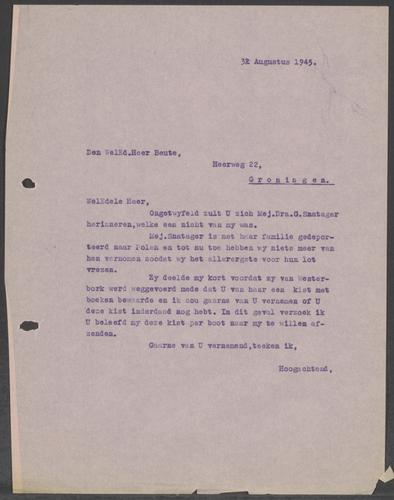 31 Augustus 1945.
Den WelEd.Heer Beute,
Heerweg 22,
Groningen.
WelEdele Heer,
Ongetwyfeld zult U zich Mej.Dra.G.Snatager
herinneren,welke een nicht van my was.
Mej.Snatager is met haar familie gedepor-
teerd naar Polen en tot nu toe hebben wy niets meer van
hen vernomen zoodat wy het allerergste voor hun lot
vrezen.
Zy deelde my kort voordat zy van Wester-
bork werd weggevoerd mede dat U van haar een kist met
boeken bewaarde en ik zou gaarne van U vernemen of U
deze kist inderdaad nog hebt. In dit geval verzoek ik
U beleefd my deze kist per boot naar my te willen af-
zenden.
Gaarne van U vernemend,teeken ik,
Hoogachtend,